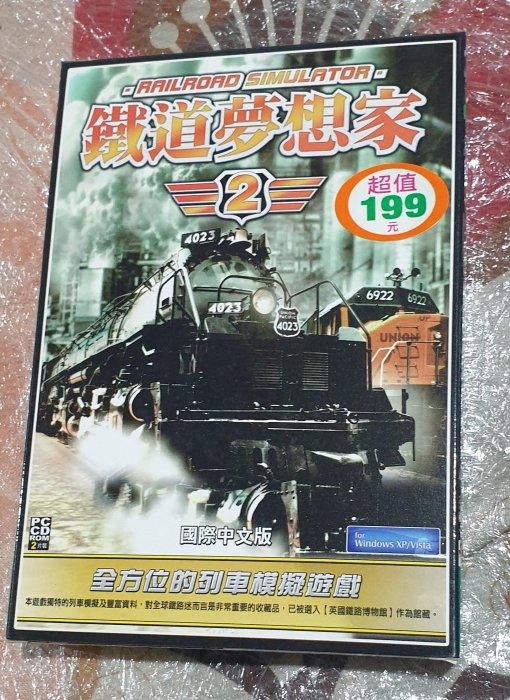 RAILROAD SIMULATOR
鐵道夢想家
2
超值
199
元
4023
4023
UNION
PACIFIC
4023
6922
6922
UP
UNION
PC
CD
ROM
2片裝
國際中文版
for
Windows XP/Vista
全方位的列車模擬遊戲
本遊戲獨特的列車模擬及豐富資料，對全球鐵路迷而言是非常重要的收藏品，已被選入【英國鐵路博物館】作為館藏。